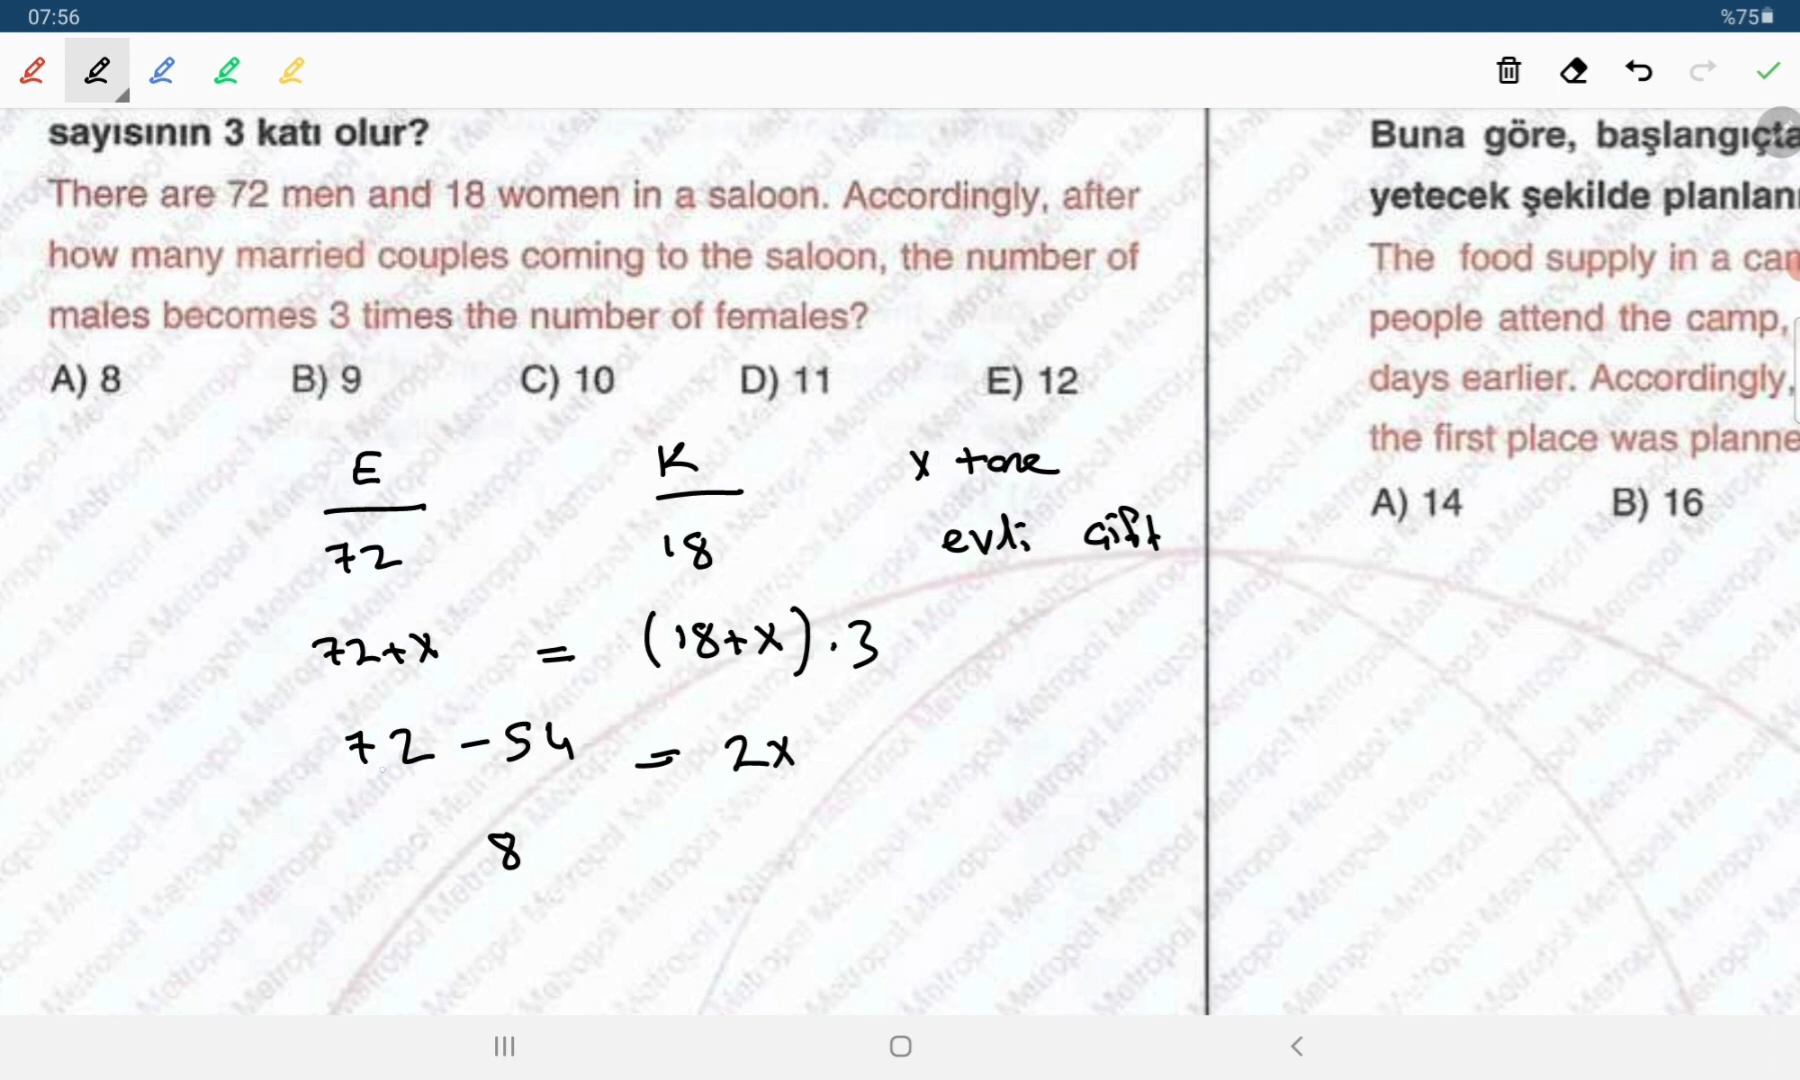 07:56
%75
sayısının 3 katı olur?
There are 72 men and 18 women in a saloon. Accordingly, after
how many married couples coming to the saloon, the number of
males becomes 3 times the number of females?
A) 8 B) 9 C) 10 D) 11 E) 12
E K x tane
72 18 evli çift
72+x = (18+x).3
72-54 = 2x
8
Buna göre, başlangıçta
yetecek şekilde planlan
The food supply in a
people attend the camp,
days earlier. Accordingly,
the first place was planne
A) 14 B) 16